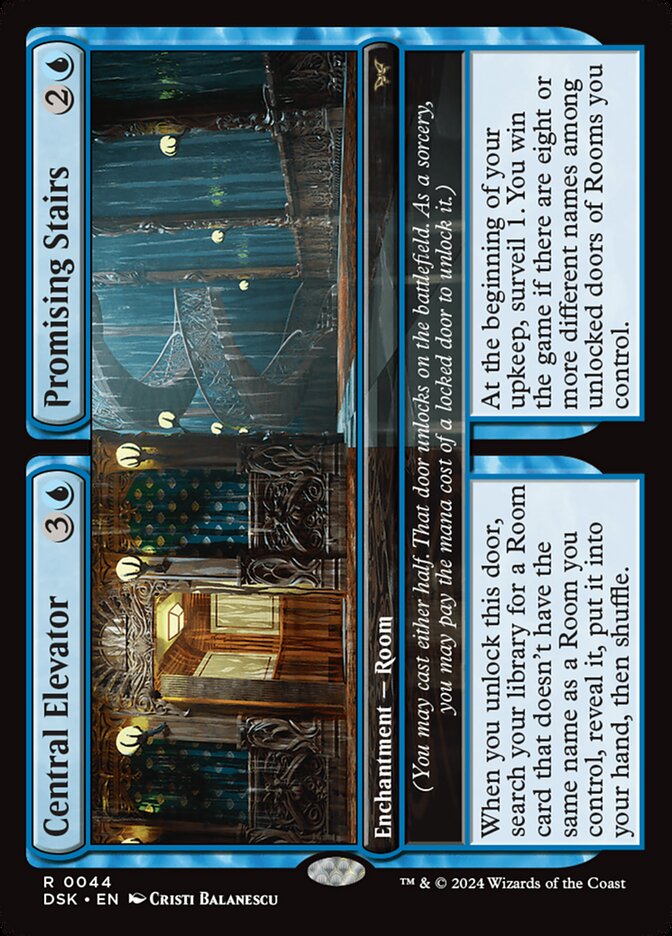 Central Elevator 3
Promising Stairs 2
Enchantment — Room
(You may cast either half. That door unlocks on the battlefield. As a sorcery,
you may pay the mana cost of a locked door to unlock it.)
When you unlock this door,
search your library for a Room
card that doesn't have the
same name as a Room you
control, reveal it, put it into
your hand, then shuffle.
At the beginning of your
upkeep, surveil 1. You win
the game if there are eight or
more different names among
unlocked doors of Rooms you
control.
R 0044
DSK • EN Cristi Balanescu
™ & © 2024 Wizards of the Coast